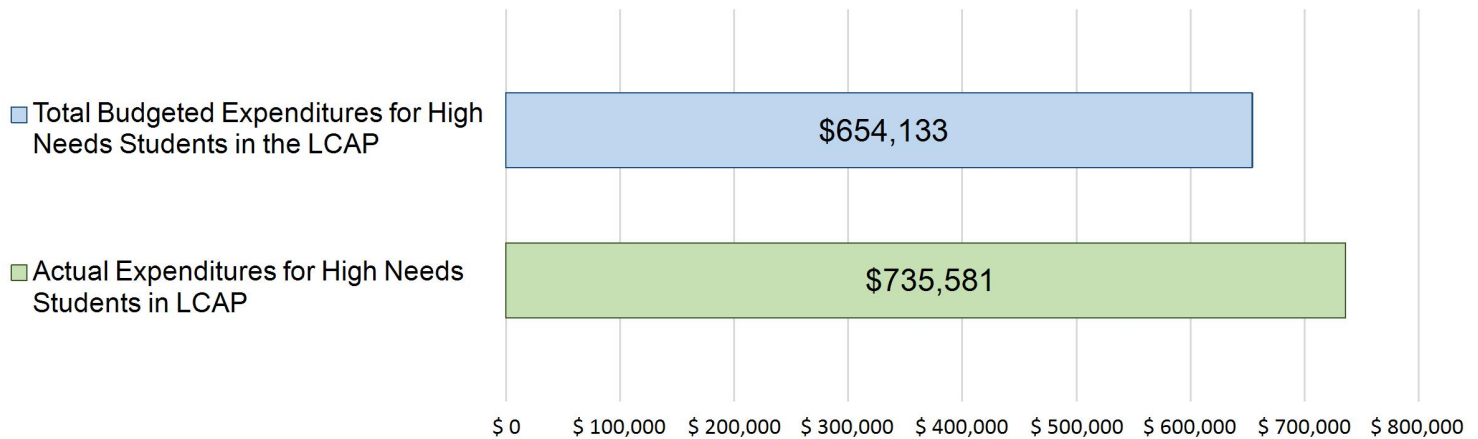 Total Budgeted Expenditures for High
Needs Students in the LCAP
$654,133
Actual Expenditures for High Needs
Students in LCAP
$735,581
$ 0 $ 100,000 $ 200,000 $ 300,000 $ 400,000 $ 500,000 $ 600,000 $ 700,000 $ 800,000